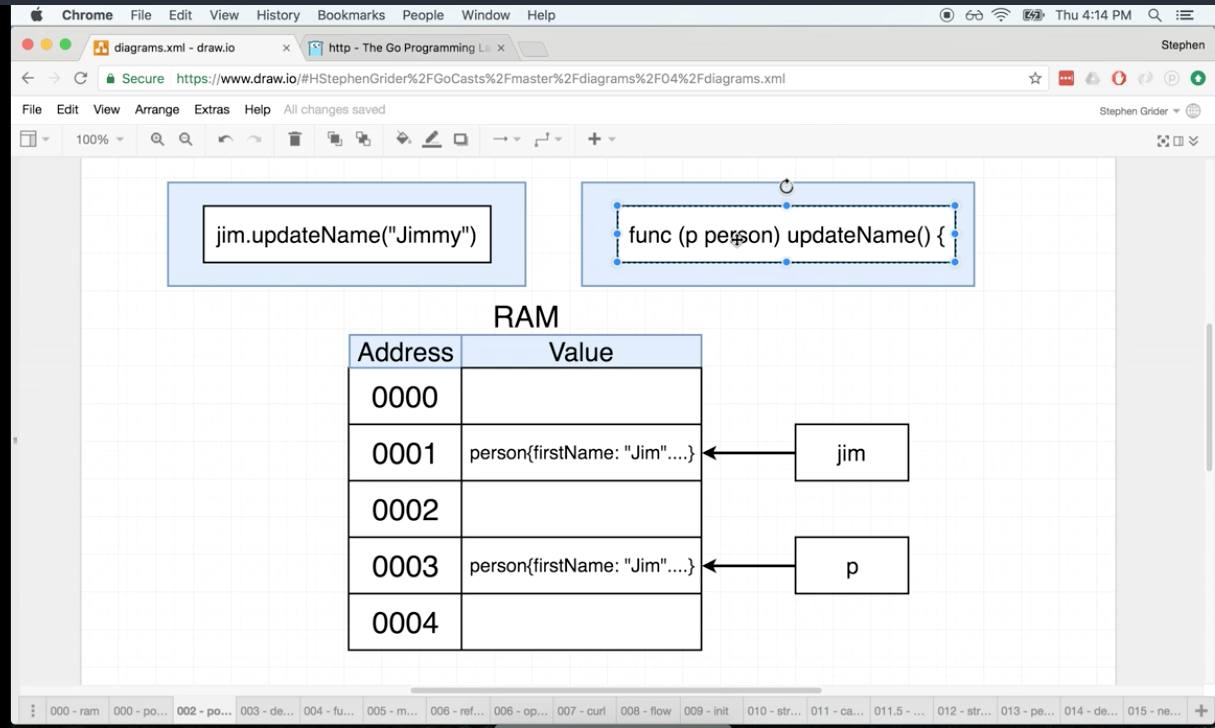 Chrome File Edit View History Bookmarks People Window Help Thu 4:14 PM
diagrams.xml - draw.io http - The Go Programming La Stephen
Secure https://www.draw.io/#HStephenGrider%2FGoCasts%2Fmaster%2Fdiagrams%2F04%2Fdiagrams.xml
File Edit View Arrange Extras Help All changes saved Stephen Grider
100%
jim.updateName("Jimmy") func (p person) updateName() {
RAM
Address Value
0000
0001 person{firstName: "Jim"....} jim
0002
0003 person{firstName: "Jim"....} p
0004
000 - ram 000 - po... 002 - po... 003 - de... 004 - fu... 005 - m... 006 - ref... 006 - op... 007 - curl 008 - flow 009 - init 010 - str... 011 - ca... 011.5 - ... 012 - str... 013 - pe... 014 - de... 015 - ne...